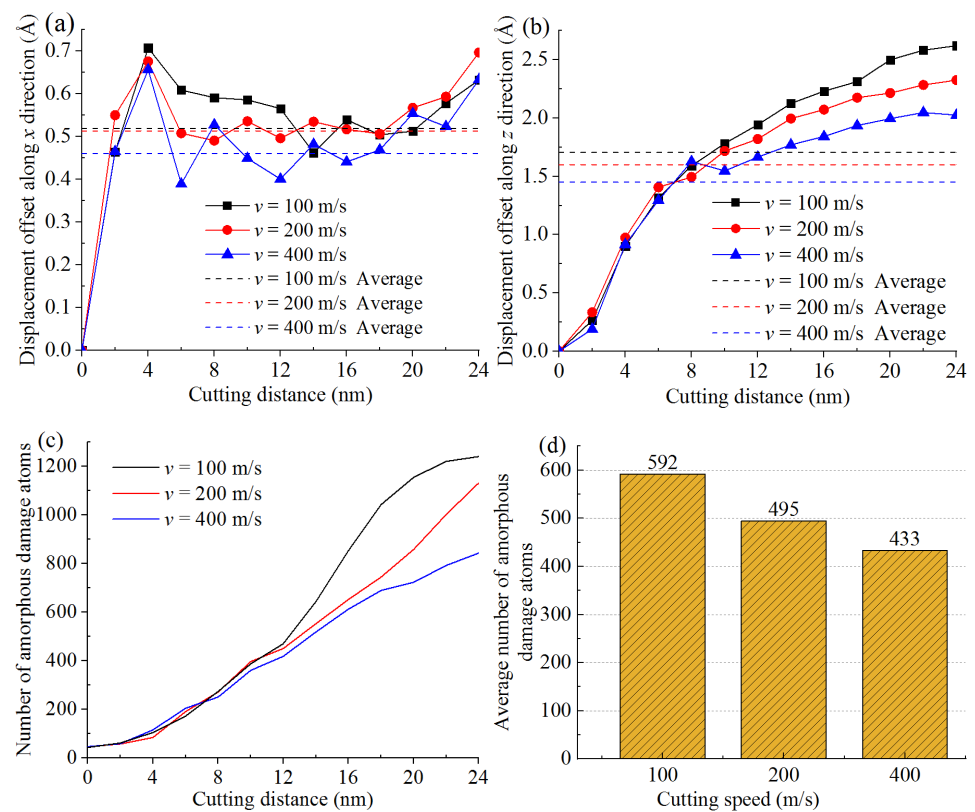 (a)
Displacement offset along x direction (Å)
0.7
0.6
0.5
0.4
0.3
0.2
0.1
0.0
v = 100 m/s
v = 200 m/s
v = 400 m/s
v = 100 m/s Average
v = 200 m/s Average
v = 400 m/s Average
0 4 8 12 16 20 24
Cutting distance (nm)
(b)
Displacement offset along z direction (Å)
2.5
2.0
1.5
1.0
0.5
0.0
v = 100 m/s
v = 200 m/s
v = 400 m/s
v = 100 m/s Average
v = 200 m/s Average
v = 400 m/s Average
0 4 8 12 16 20 24
Cutting distance (nm)
(c)
Number of amorphous damage atoms
1200
1000
800
600
400
200
0
v = 100 m/s
v = 200 m/s
v = 400 m/s
0 4 8 12 16 20 24
Cutting distance (nm)
(d)
Average number of amorphous
damage atoms
600
500
400
300
200
100
0
592
495
433
100 200 400
Cutting speed (m/s)